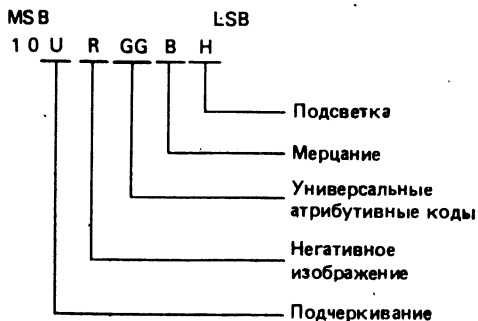 MSB LSB
1 0 U R GG B H
Подсветка
Мерцание
Универсальные
атрибутивные коды
Негативное
изображение
Подчеркивание